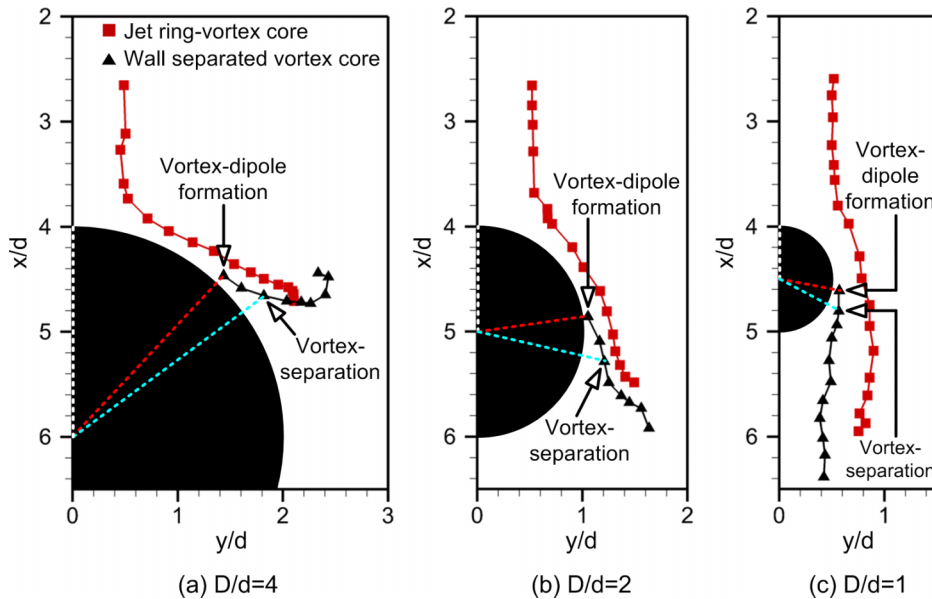 Jet ring-vortex core
Wall separated vortex core
Vortex-dipole
formation
Vortex-
separation
2
3
4
5
6
x/d
0
1
2
3
y/d
(a) D/d=4
Vortex-dipole
formation
Vortex-
separation
2
3
4
5
6
x/d
0
1
2
y/d
(b) D/d=2
Vortex-
dipole
formation
Vortex-
separation
2
3
4
5
6
x/d
0
1
y/d
(c) D/d=1